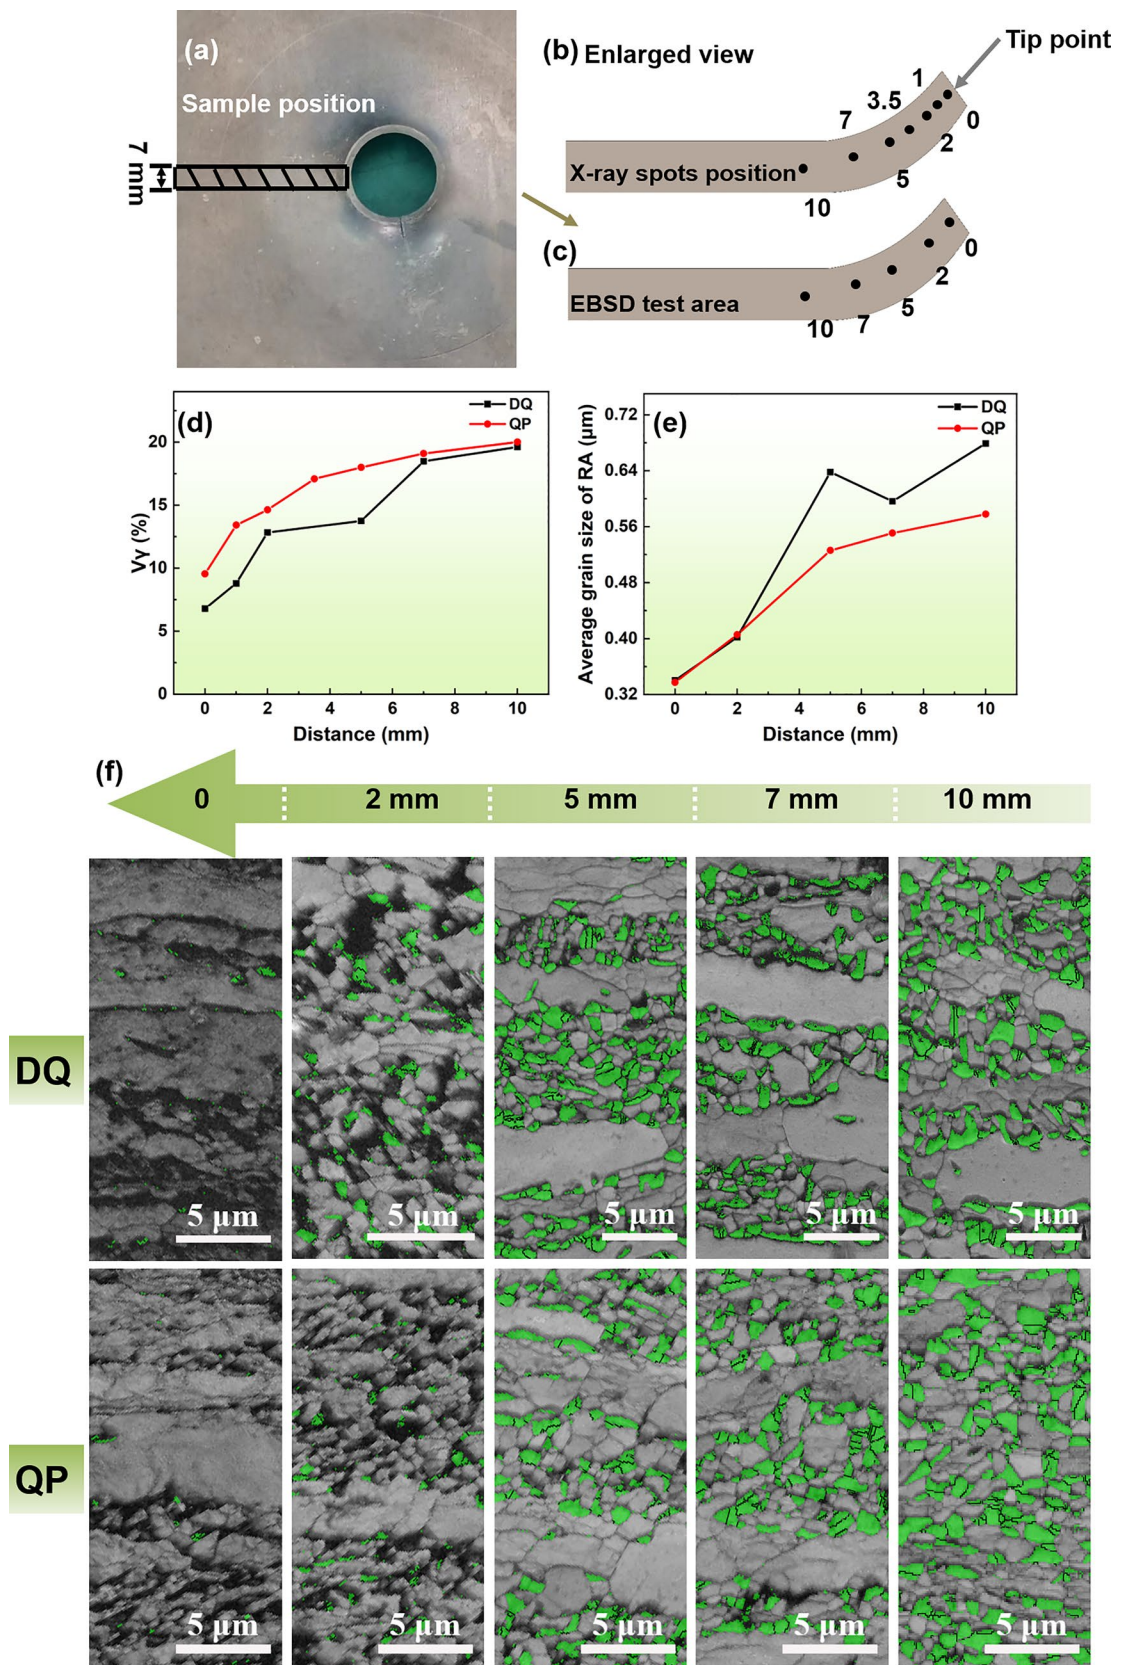 (a)
Sample position
7 mm
(b) Enlarged view
Tip point
1
3.5
7
0
2
X-ray spots position
5
10
(c)
0
2
EBSD test area
5
10
7
(d)
DQ
QP
20
15
10
5
0
Vγ (%)
0 2 4 6 8 10
Distance (mm)
(e)
DQ
QP
0.72
0.64
0.56
0.48
0.40
0.32
Average grain size of RA (μm)
0 2 4 6 8 10
Distance (mm)
(f)
0 2 mm 5 mm 7 mm 10 mm
DQ
5 μm 5 μm 5 μm 5 μm 5 μm
QP
5 μm 5 μm 5 μm 5 μm 5 μm